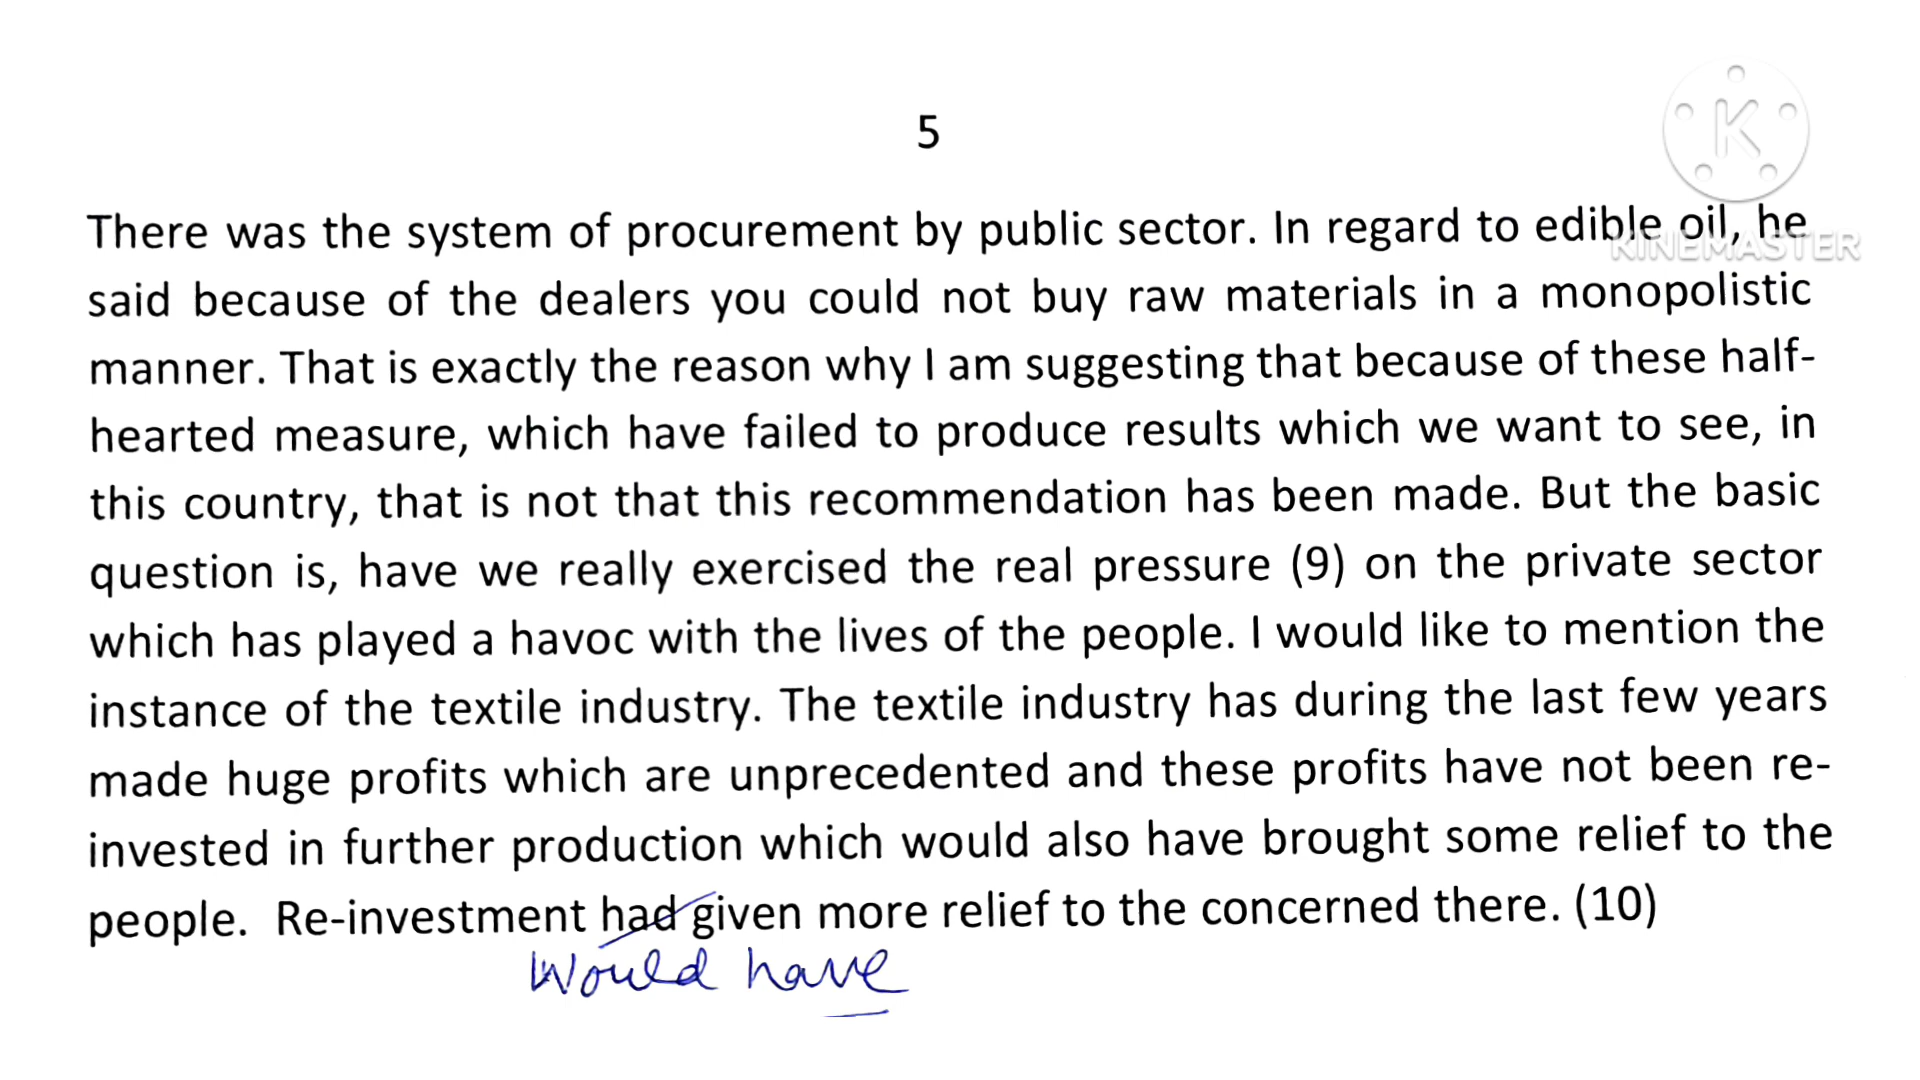 5
K
There was the system of procurement by public sector. In regard to edible oil, he
KINEMASTER
said because of the dealers you could not buy raw materials in a monopolistic
manner. That is exactly the reason why I am suggesting that because of these half-
hearted measure, which have failed to produce results which we want to see, in
this country, that is not that this recommendation has been made. But the basic
question is, have we really exercised the real pressure (9) on the private sector
which has played a havoc with the lives of the people. I would like to mention the
instance of the textile industry. The textile industry has during the last few years
made huge profits which are unprecedented and these profits have not been re-
invested in further production which would also have brought some relief to the
people. Re-investment had given more relief to the concerned there. (10)
Would have